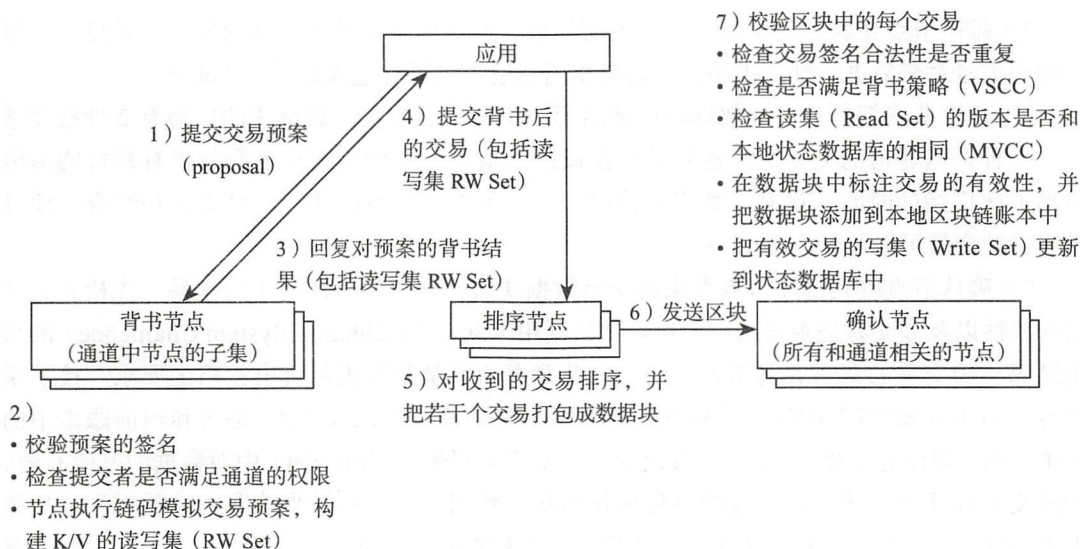 应用
1）提交交易预案
（proposal）
4）提交背书后
的交易（包括读
写集 RW Set）
3）回复对预案的背书结
果（包括读写集 RW Set）
背书节点
（通道中节点的子集）
2）
• 校验预案的签名
• 检查提交者是否满足通道的权限
• 节点执行链码模拟交易预案，构
建 K/V 的读写集（RW Set）
排序节点
5）对收到的交易排序，并
把若干个交易打包成数据块
6）发送区块
确认节点
（所有和通道相关的节点）
7）校验区块中的每个交易
• 检查交易签名合法性是否重复
• 检查是否满足背书策略（VSCC）
• 检查读集（Read Set）的版本是否和
本地状态数据库的相同（MVCC）
• 在数据块中标注交易的有效性，并
把数据块添加到本地区块链账本中
• 把有效交易的写集（Write Set）更新
到状态数据库中